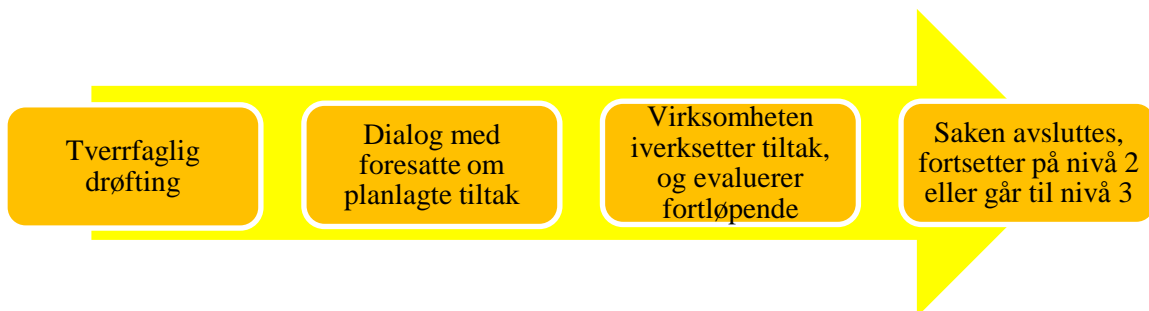 Tverrfaglig
drøfting
Dialog med
foresatte om
planlagte tiltak
Virksomheten
iverksetter tiltak,
og evaluerer
fortløpende
Saken avsluttes,
fortsetter på nivå 2
eller går til nivå 3